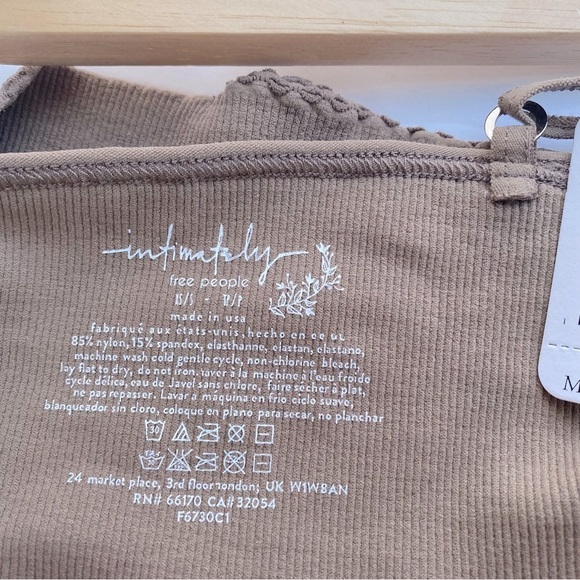 intimately
free people
XS/S - TP/P
made in usa
fabriqué aux états-unis, hecho en ee uu
85% nylon, 15% spandex, elasthanne, elastan, elastano,
machine wash cold gentle cycle, non-chlorine bleach,
lay flat to dry, do not iron, laver à la machine à l'eau froide
cycle délica, eau de Javel sans chlore, faire sécher à plat,
ne pas repasser. Lavar a maquina en frio ciclo suave,
blanqueador sin cloro, coloque en plano para secar, no planchar
30
24 market place, 3rd floor london; UK W1W8AN
RN# 66170 CA# 32054
F6730C1
M